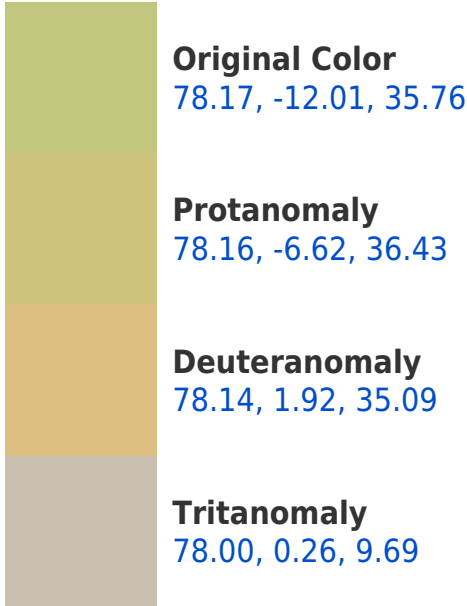 Original Color
78.17, -12.01, 35.76
Protanomaly
78.16, -6.62, 36.43
Deuteranomaly
78.14, 1.92, 35.09
Tritanomaly
78.00, 0.26, 9.69